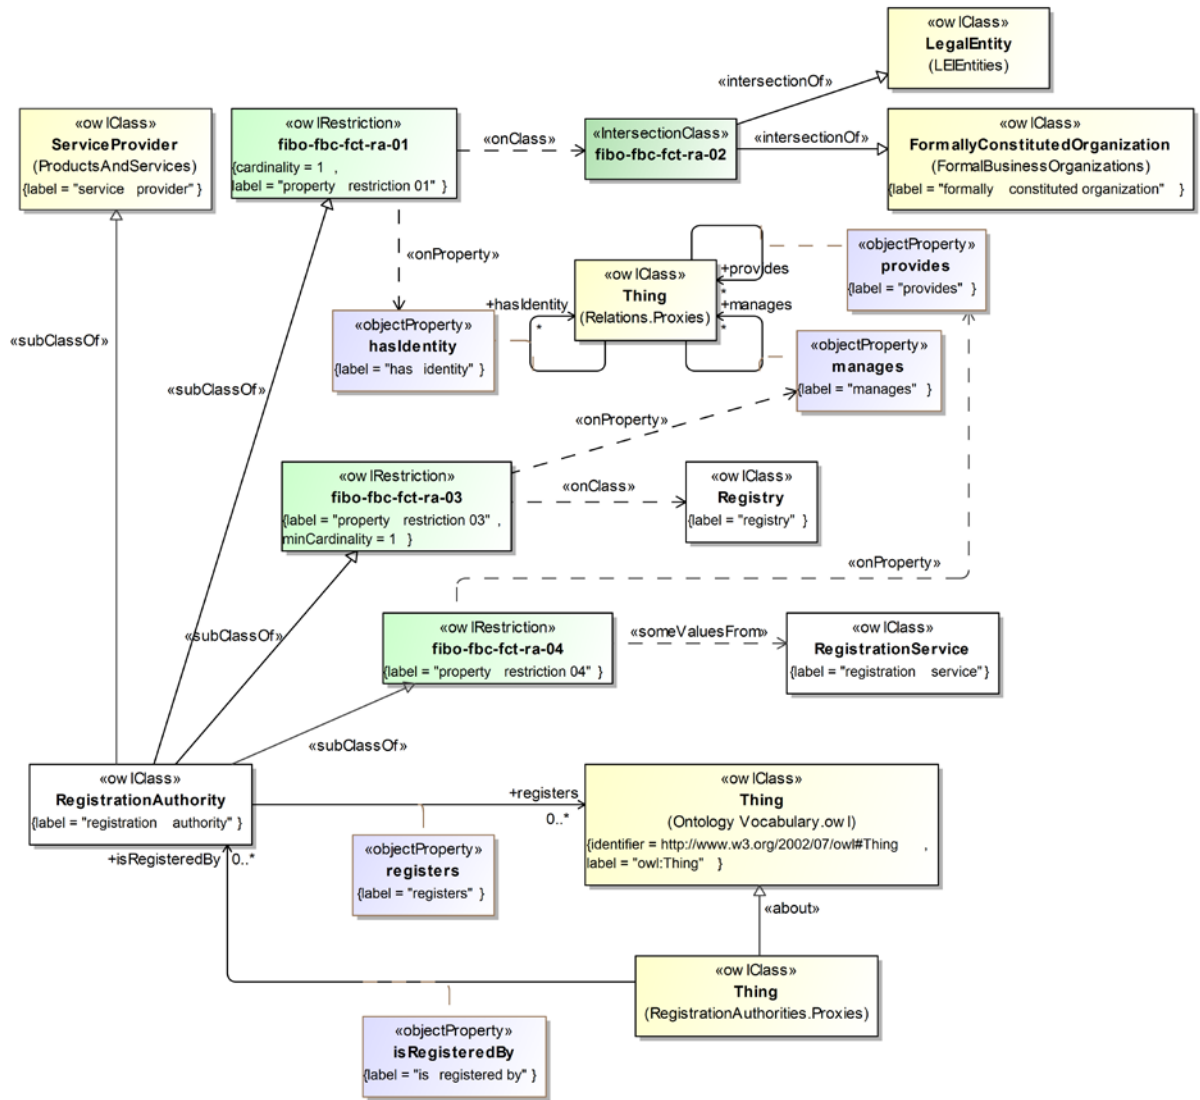 «owlClass»
LegalEntity
(LEIEntities)
«intersectionOf»
«owlClass»
ServiceProvider
(ProductsAndServices)
{label = "service provider" }
«owlRestriction»
fibo-fbc-fct-ra-01
{cardinality = 1 ,
label = "property restriction 01" }
«onClass»
«IntersectionClass»
fibo-fbc-fct-ra-02
«intersectionOf»
«owlClass»
FormallyConstitutedOrganization
(FormalBusinessOrganizations)
{label = "formally constituted organization" }
«onProperty»
«owlClass»
Thing
(Relations.Proxies)
+provides
*
+manages
*
+hasIdentity
*
«objectProperty»
provides
{label = "provides" }
«objectProperty»
hasIdentity
{label = "has identity" }
«objectProperty»
manages
{label = "manages" }
«subClassOf»
«subClassOf»
«onProperty»
«owlRestriction»
fibo-fbc-fct-ra-03
{label = "property restriction 03" ,
minCardinality = 1 }
«onClass»
«owlClass»
Registry
{label = "registry" }
«onProperty»
«subClassOf»
«owlRestriction»
fibo-fbc-fct-ra-04
{label = "property restriction 04" }
«someValuesFrom»
«owlClass»
RegistrationService
{label = "registration service" }
«subClassOf»
«owlClass»
RegistrationAuthority
{label = "registration authority" }
+registers
0..*
«owlClass»
Thing
(Ontology Vocabulary.owl)
{identifier = http://www.w3.org/2002/07/owl#Thing ,
label = "owl:Thing" }
+isRegisteredBy 0..*
«objectProperty»
registers
{label = "registers" }
«about»
«owlClass»
Thing
(RegistrationAuthorities.Proxies)
«objectProperty»
isRegisteredBy
{label = "is registered by" }